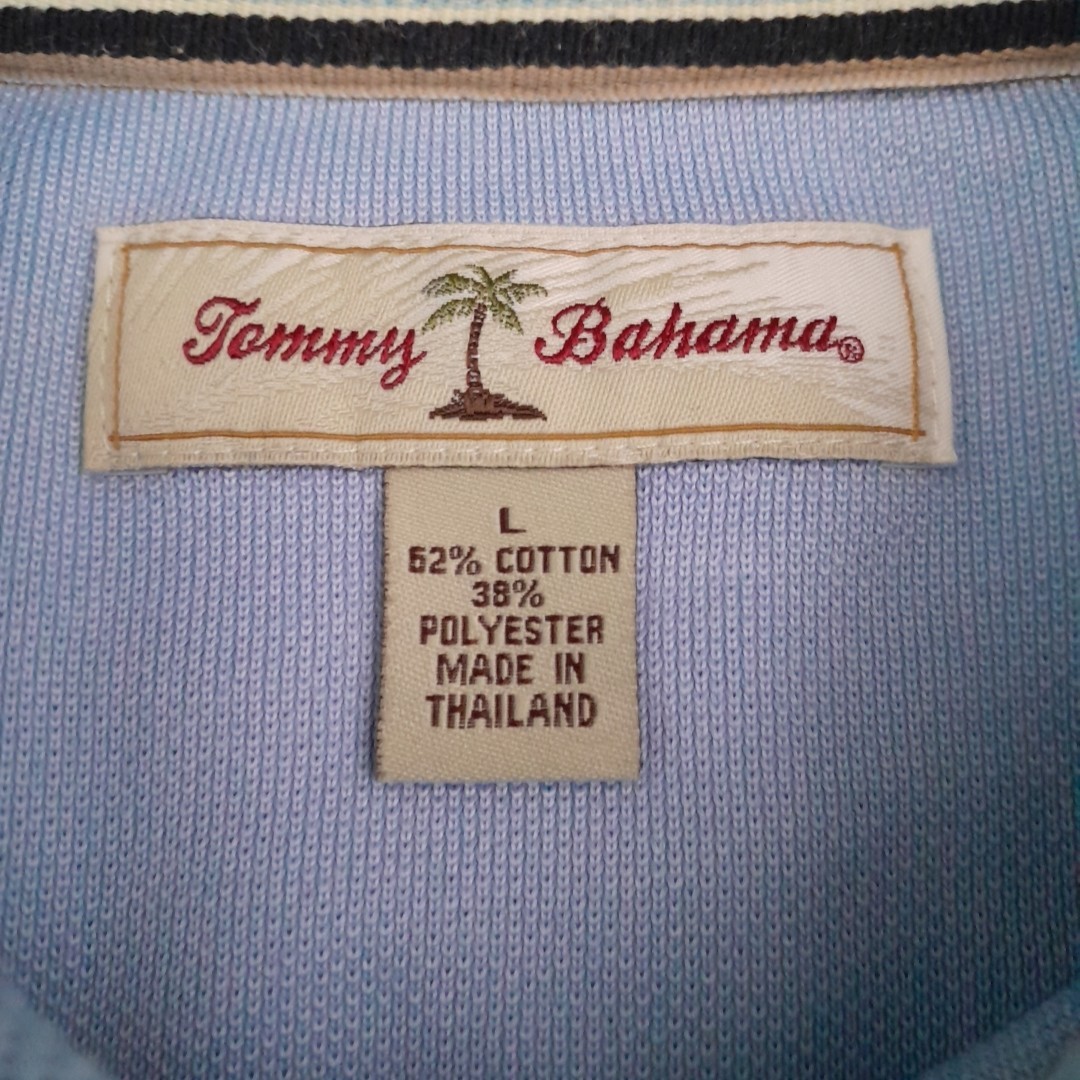 Tommy Bahama®
L
62% COTTON
38%
POLYESTER
MADE IN
THAILAND